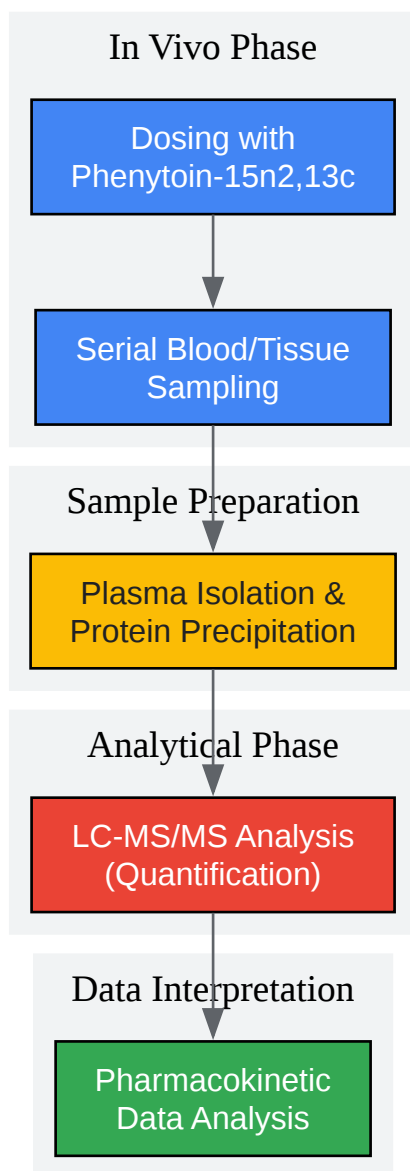 In Vivo Phase
Dosing with
Phenytoin-15n2,13c
Serial Blood/Tissue
Sampling
Sample Preparation
Plasma Isolation &
Protein Precipitation
Analytical Phase
LC-MS/MS Analysis
(Quantification)
Data Interpretation
Pharmacokinetic
Data Analysis